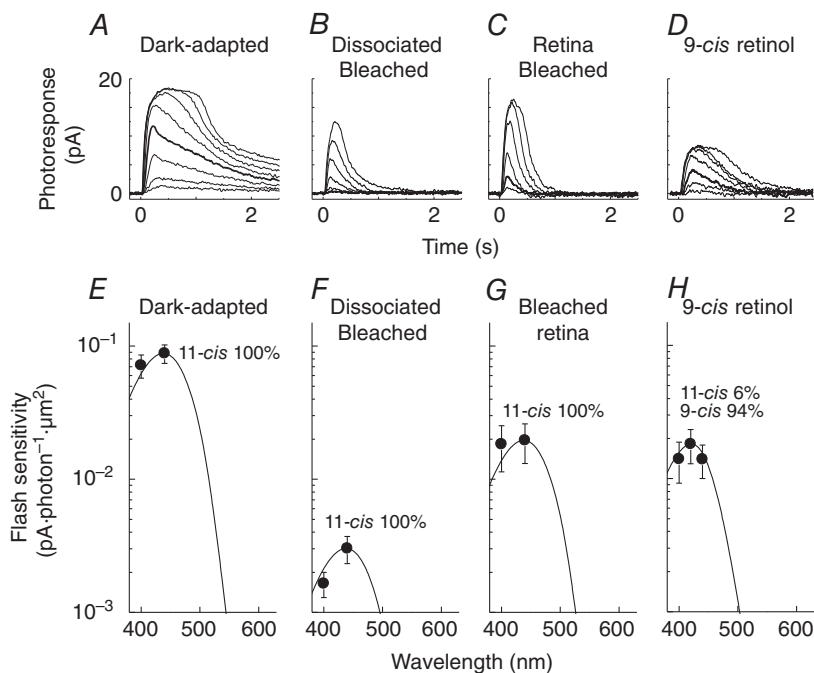 A
Dark-adapted
B
Dissociated
Bleached
C
Retina
Bleached
D
9-cis retinol
Photoresponse
(pA)
20
0
0 2
0 2
0 2
0 2
Time (s)
E
Dark-adapted
F
Dissociated
Bleached
G
Bleached
retina
H
9-cis retinol
Flash sensitivity
(pA·photon⁻¹·µm²)
10⁻¹
10⁻²
10⁻³
11-cis 100%
11-cis 100%
11-cis 100%
11-cis 6%
9-cis 94%
400 500 600
400 500 600
400 500 600
400 500 600
Wavelength (nm)